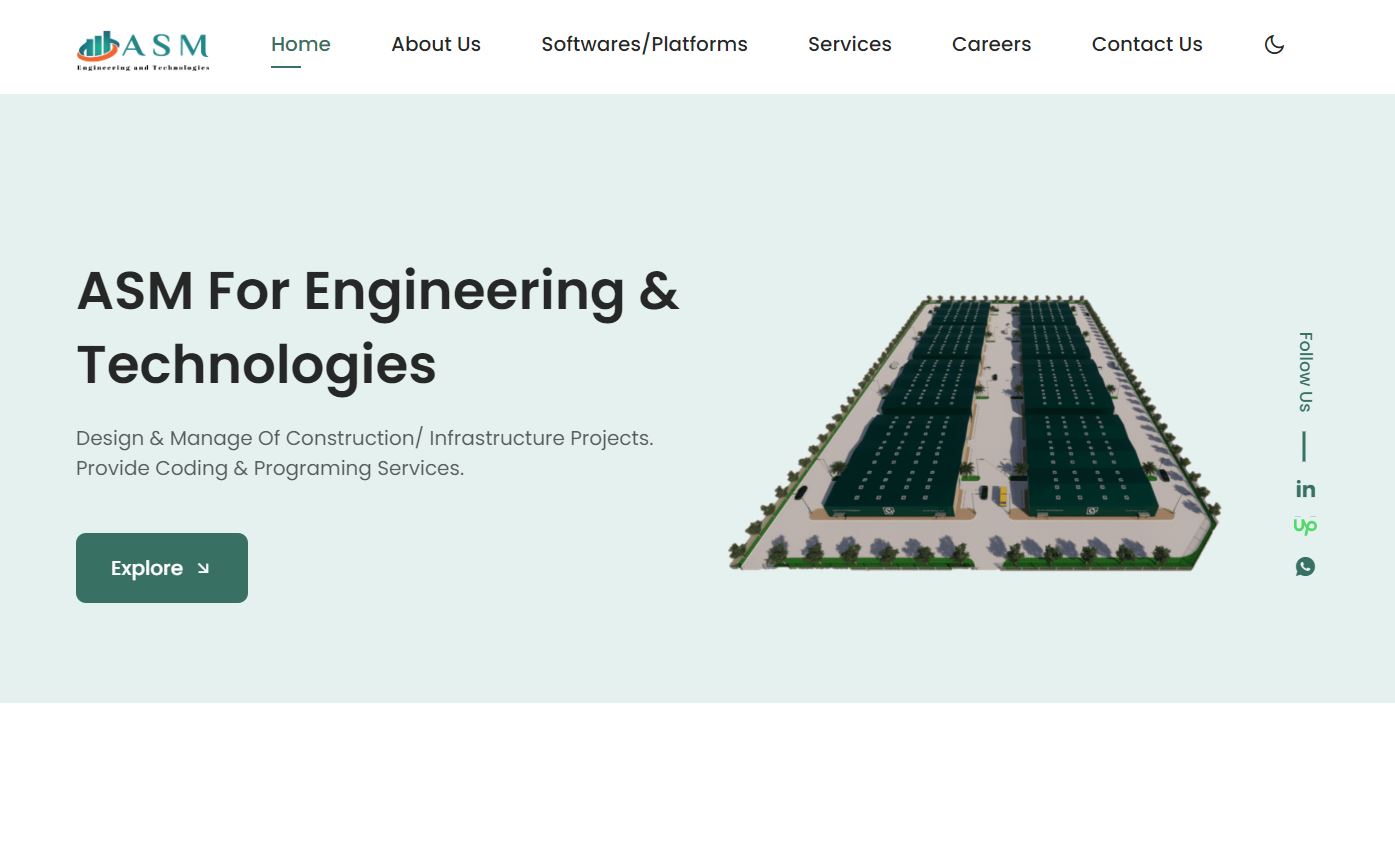 ASM
Engineering and Technologies
Home
About Us
Softwares/Platforms
Services
Careers
Contact Us
ASM For Engineering &
Technologies
Design & Manage Of Construction/ Infrastructure Projects.
Provide Coding & Programing Services.
Explore
Follow Us
in
up